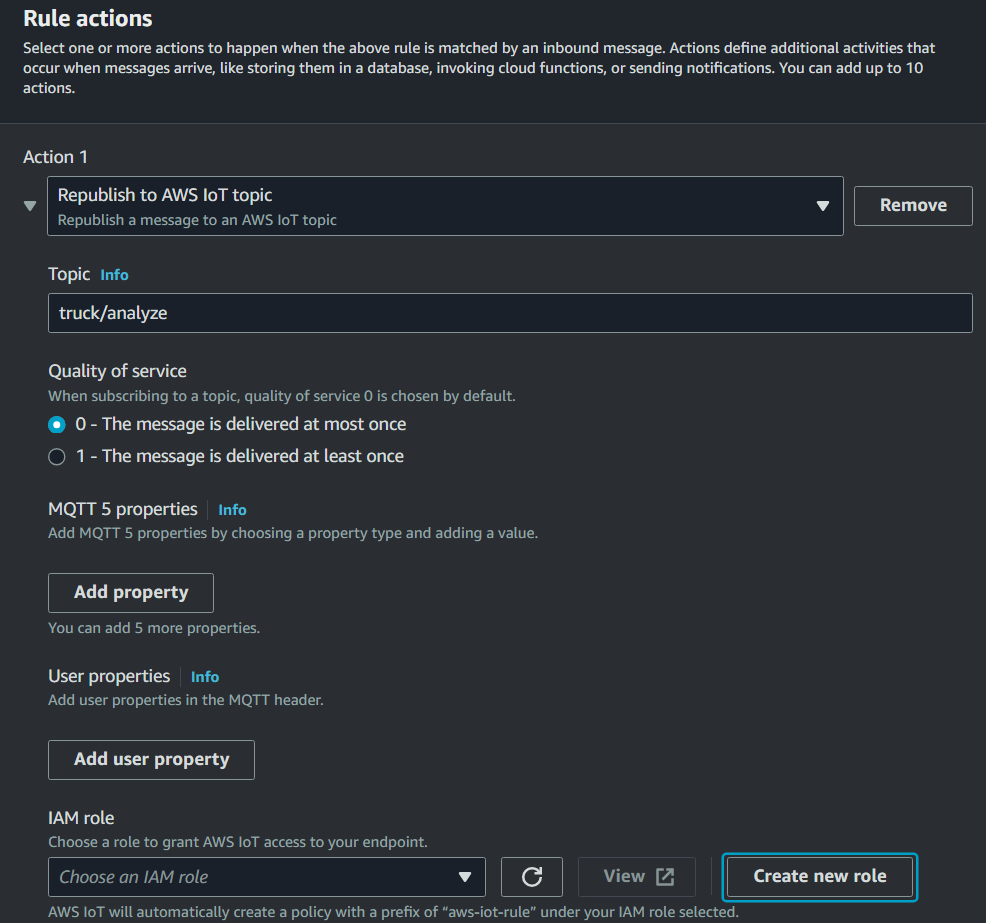 Rule actions
Select one or more actions to happen when the above rule is matched by an inbound message. Actions define additional activities that
occur when messages arrive, like storing them in a database, invoking cloud functions, or sending notifications. You can add up to 10
actions.
Action 1
Republish to AWS IoT topic
Republish a message to an AWS IoT topic
Remove
Topic Info
truck/analyze
Quality of service
When subscribing to a topic, quality of service 0 is chosen by default.
0 - The message is delivered at most once
1 - The message is delivered at least once
MQTT 5 properties Info
Add MQTT 5 properties by choosing a property type and adding a value.
Add property
You can add 5 more properties.
User properties Info
Add user properties in the MQTT header.
Add user property
IAM role
Choose a role to grant AWS IoT access to your endpoint.
Choose an IAM role View Create new role
AWS IoT will automatically create a policy with a prefix of “aws-iot-rule” under your IAM role selected.